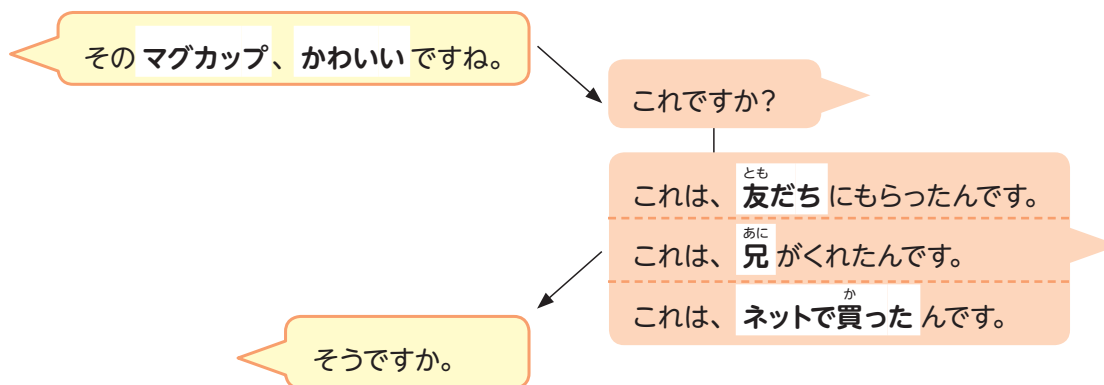 その マグカップ 、 かわいい ですね。
これですか？
とも
これは、 友だち にもらったんです。
あに
これは、 兄 がくれたんです。
か
これは、 ネットで買った んです。
そうですか。